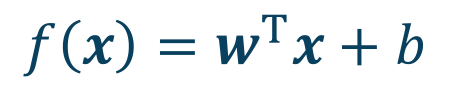 f(x) = wᵀx + b